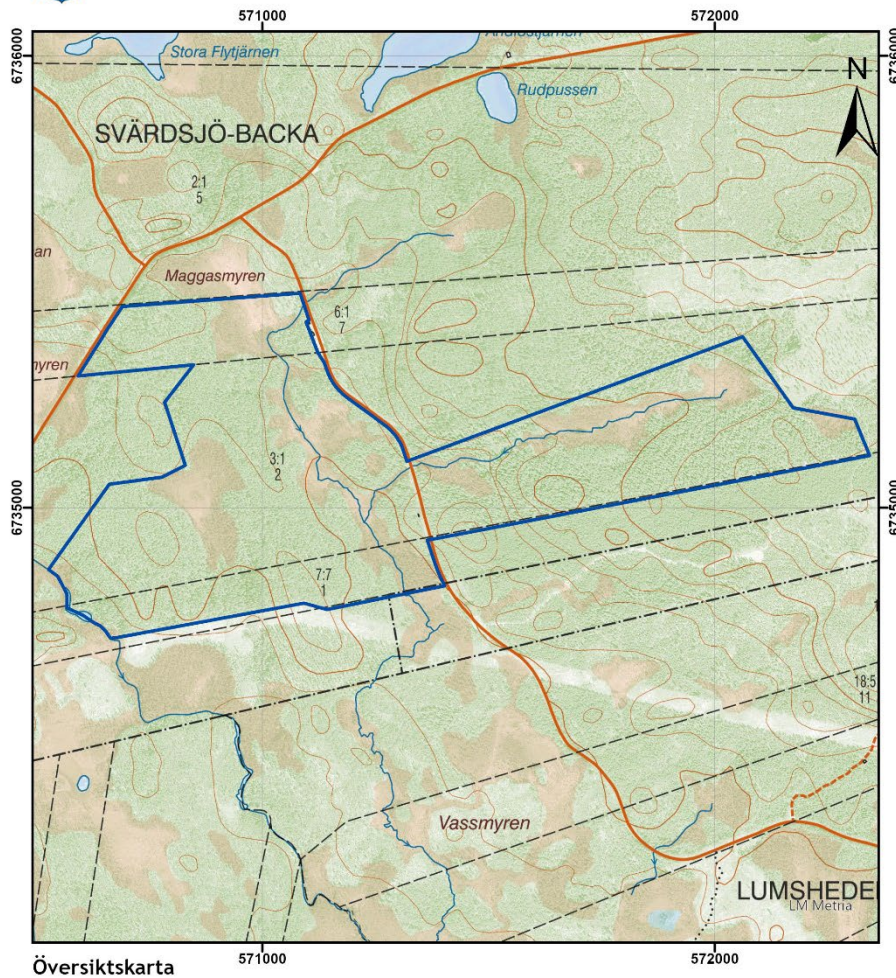 571000
572000
6736000
6736000
Stora Flytjärnen
Rudpussen
N
SVÄRDSJÖ-BACKA
2:1
5
an
Maggasmyren
6:1
7
myren
3:1
2
6735000
6735000
7:7
1
18:5
11
Vassmyren
LUMSHEDE
LM Metria
571000
572000
Översiktskarta